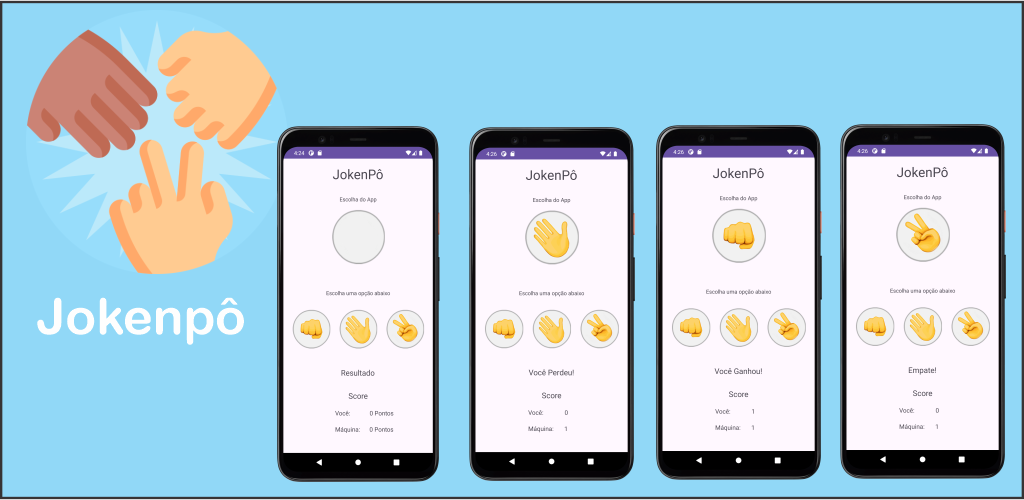 Jokenpô
4:24
JokenPô
Escolha do App
Escolha uma opção abaixo
Resultado
Score
Você: 0 Pontos
Máquina: 0 Pontos
4:26
JokenPô
Escolha do App
Escolha uma opção abaixo
Você Perdeu!
Score
Você: 0
Máquina: 1
4:26
JokenPô
Escolha do App
Escolha uma opção abaixo
Você Ganhou!
Score
Você: 1
Máquina: 1
4:26
JokenPô
Escolha do App
Escolha uma opção abaixo
Empate!
Score
Você: 0
Máquina: 1